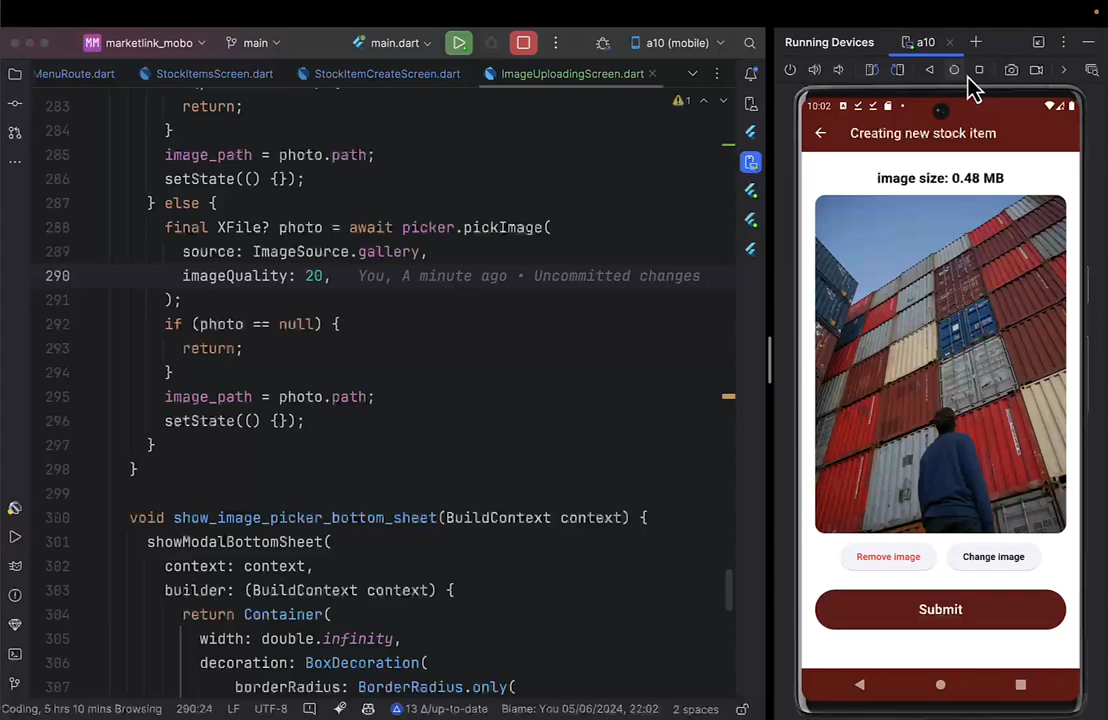 MM marketlink_mobo main main.dart a10 (mobile)
Running Devices a10
MenuRoute.dart StockItemsScreen.dart StockItemCreateScreen.dart ImageUploadingScreen.dart
283 return;
284 }
285 image_path = photo.path;
286 setState(() {});
287 } else {
288 final XFile? photo = await picker.pickImage(
289 source: ImageSource.gallery,
290 imageQuality: 20, You, A minute ago • Uncommitted changes
291 );
292 if (photo == null) {
293 return;
294 }
295 image_path = photo.path;
296 setState(() {});
297 }
298 }
299
300 void show_image_picker_bottom_sheet(BuildContext context) {
301 showModalBottomSheet(
302 context: context,
303 builder: (BuildContext context) {
304 return Container(
305 width: double.infinity,
306 decoration: BoxDecoration(
307 borderRadius: BorderRadius.only(
1
10:02
Creating new stock item
image size: 0.48 MB
Remove image Change image
Submit
Coding, 5 hrs 10 mins Browsing 290:24 LF UTF-8 13 Δ/up-to-date Blame: You 05/06/2024, 22:02 2 spaces